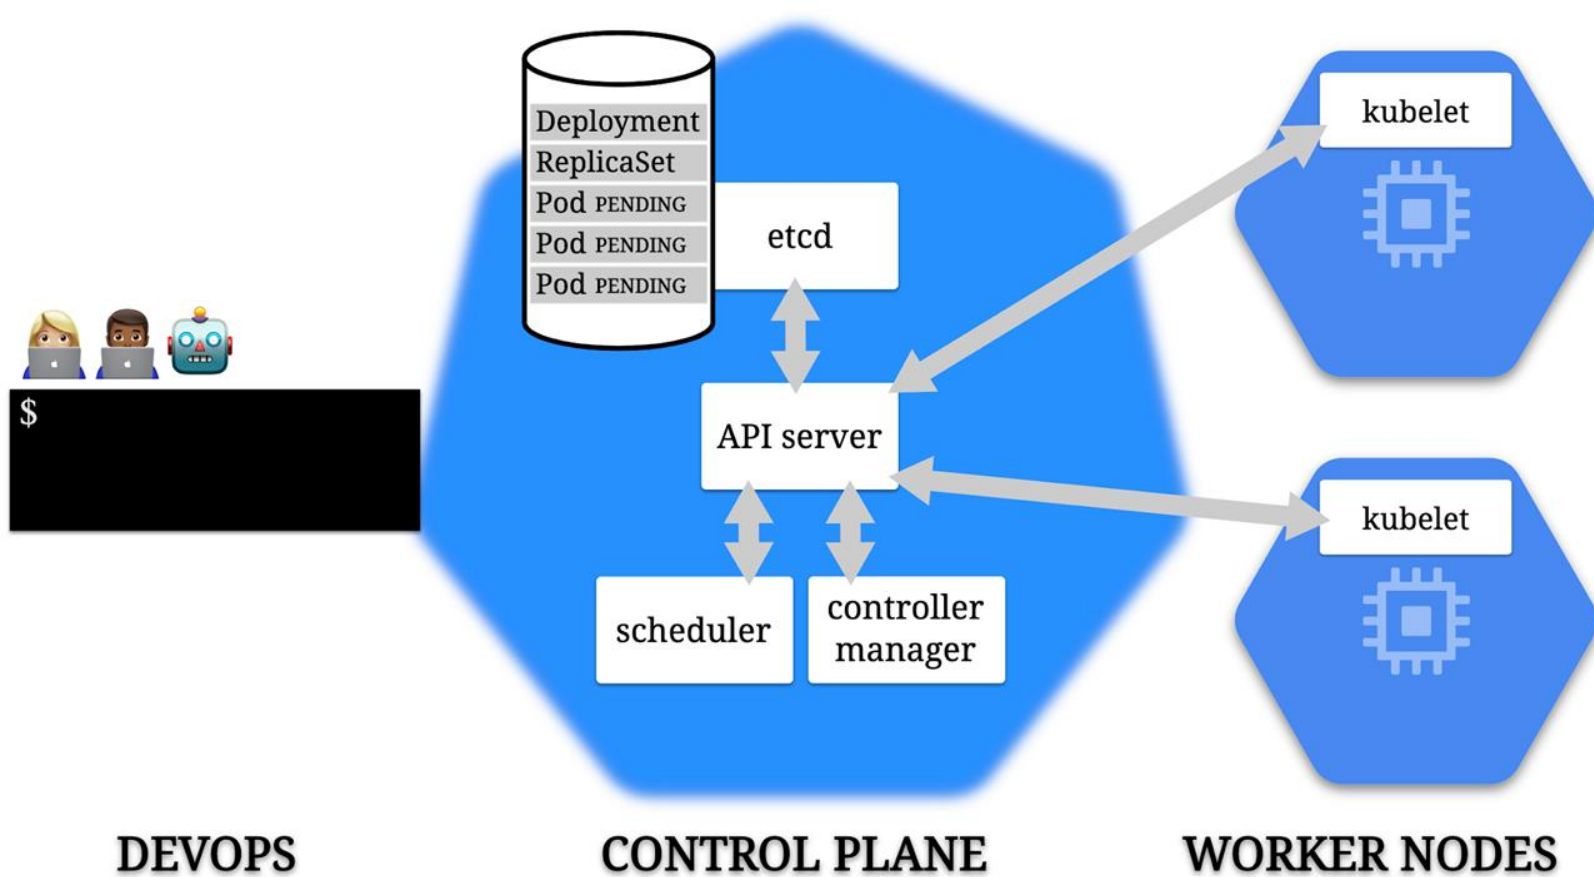 Deployment
ReplicaSet
Pod PENDING
Pod PENDING
Pod PENDING
etcd
kubelet
$
API server
kubelet
scheduler
controller
manager
DEVOPS
CONTROL PLANE
WORKER NODES